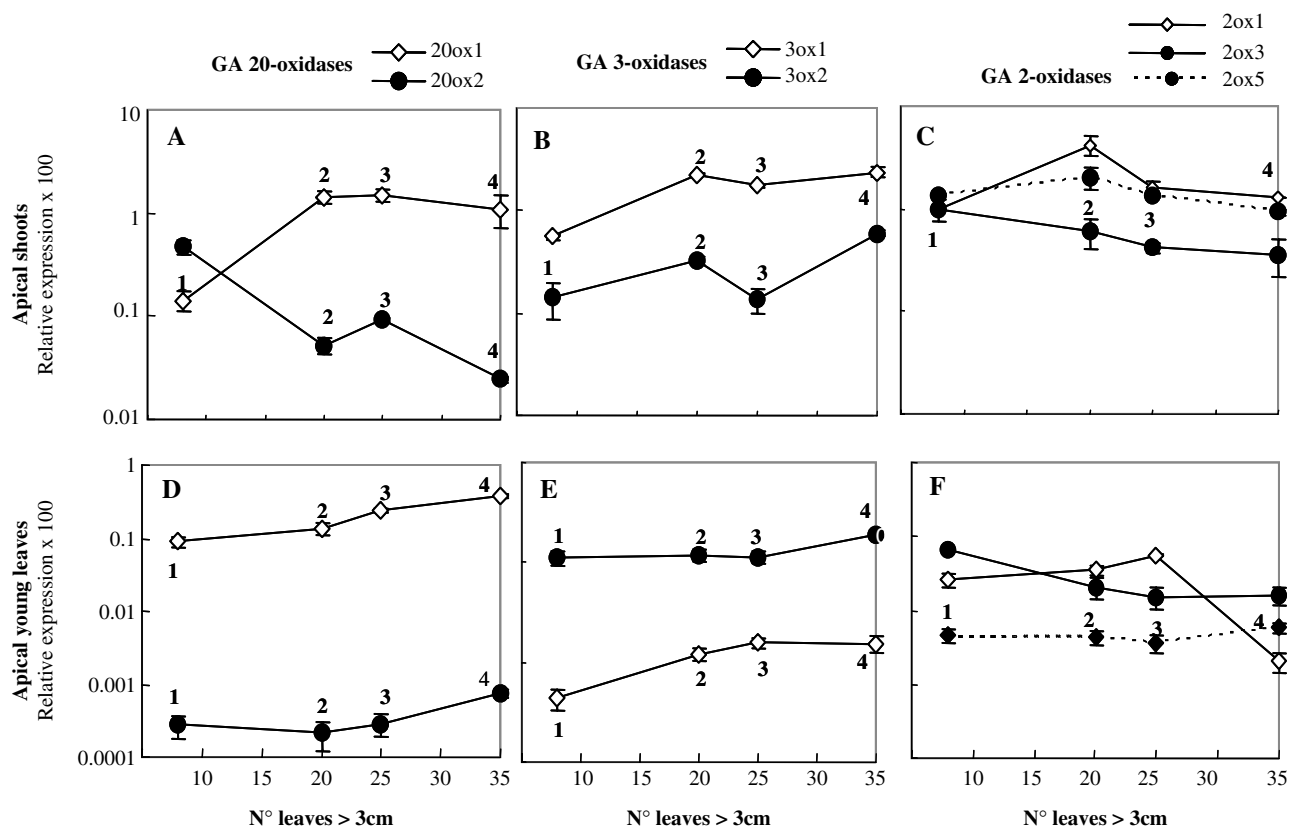 GA 20-oxidases
20ox1
20ox2
GA 3-oxidases
3ox1
3ox2
GA 2-oxidases
2ox1
2ox3
2ox5
Apical shoots
Relative expression x 100
10
1
0.1
0.01
A
1
2
3
4
2
3
4
B
1
2
3
4
2
3
C
1
2
3
4
Apical young leaves
Relative expression x 100
1
0.1
0.01
0.001
0.0001
D
1
2
3
4
1
2
3
4
E
1
2
3
4
1
2
3
4
F
1
2
3
4
10 15 20 25 30 35
10 15 20 25 30 35
10 15 20 25 30 35
N° leaves > 3cm
N° leaves > 3cm
N° leaves > 3cm